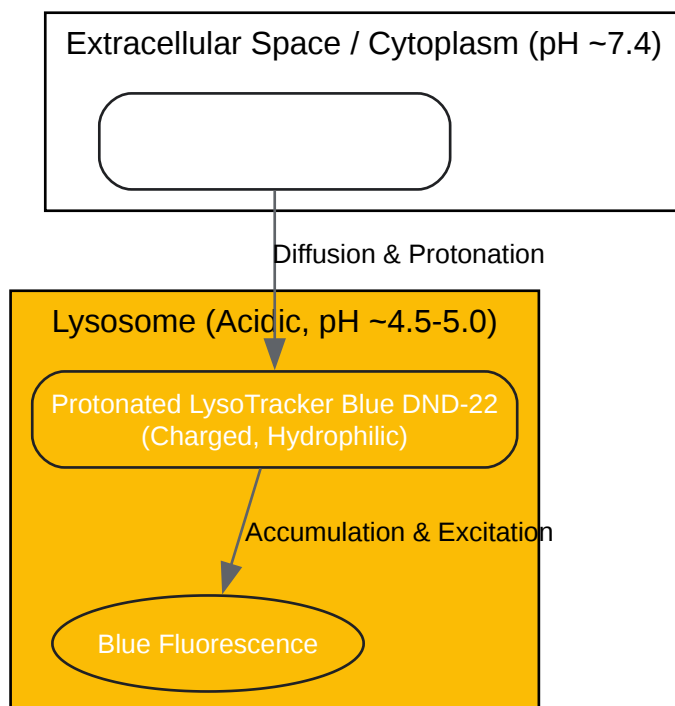 Extracellular Space / Cytoplasm (pH ~7.4)
Diffusion & Protonation
Lysosome (Acidic, pH ~4.5-5.0)
Protonated LysoTracker Blue DND-22
(Charged, Hydrophilic)
Accumulation & Excitation
Blue Fluorescence